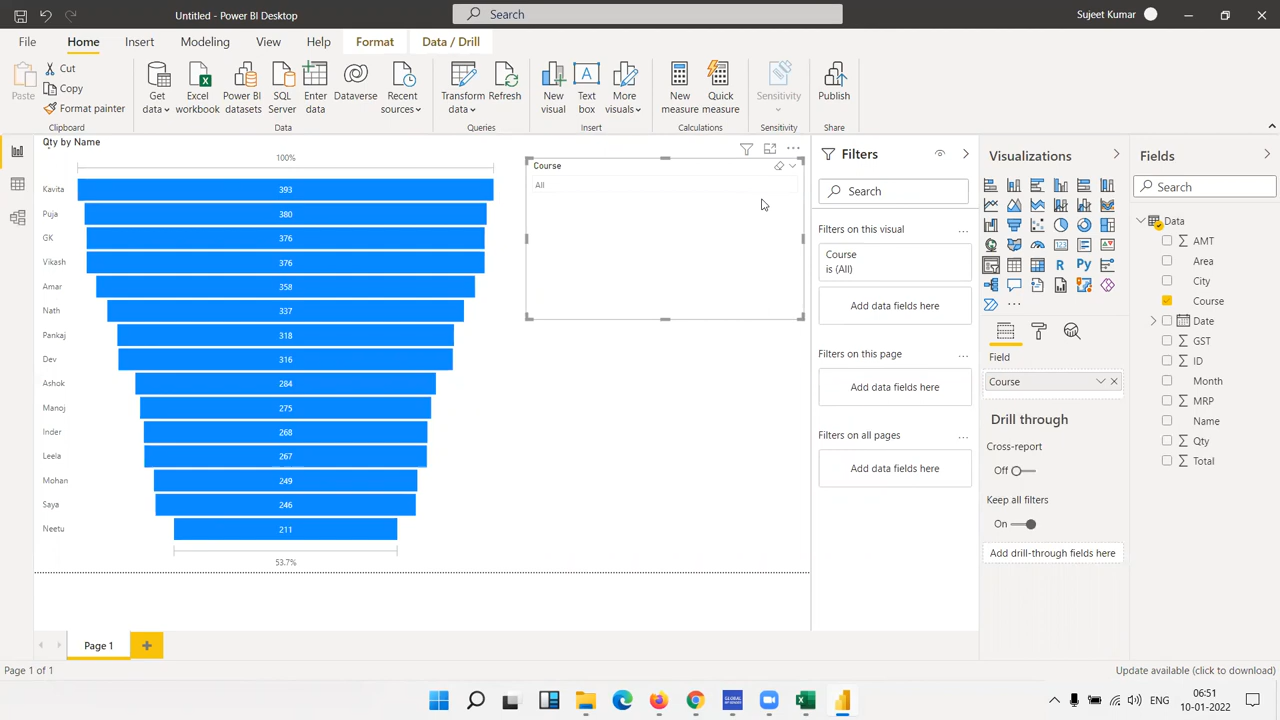 Untitled - Power BI Desktop
Search
Sujeet Kumar
File
Home
Insert
Modeling
View
Help
Format
Data / Drill
Paste
Cut
Copy
Format painter
Get data
Excel workbook
Power BI datasets
SQL Server
Enter data
Dataverse
Recent sources
Transform data
Refresh
New visual
Text box
More visuals
New measure
Quick measure
Sensitivity
Publish
Clipboard
Data
Queries
Insert
Calculations
Sensitivity
Share
Qty by Name
100%
Kavita 393
Puja 380
GK 376
Vikash 376
Amar 358
Nath 337
Pankaj 318
Dev 316
Ashok 284
Manoj 275
Inder 268
Leela 267
Mohan 249
Saya 246
Neetu 211
53.7%
Course
All
Filters
Search
Filters on this visual
Course
is (All)
Add data fields here
Filters on this page
Add data fields here
Filters on all pages
Add data fields here
Visualizations
R
Py
123
Field
Course
Drill through
Cross-report
Off
Keep all filters
On
Add drill-through fields here
Fields
Search
Data
AMT
Area
City
Course
Date
GST
ID
Month
MRP
Name
Qty
Total
Page 1
Page 1 of 1
Update available (click to download)
ENG
06:51
10-01-2022